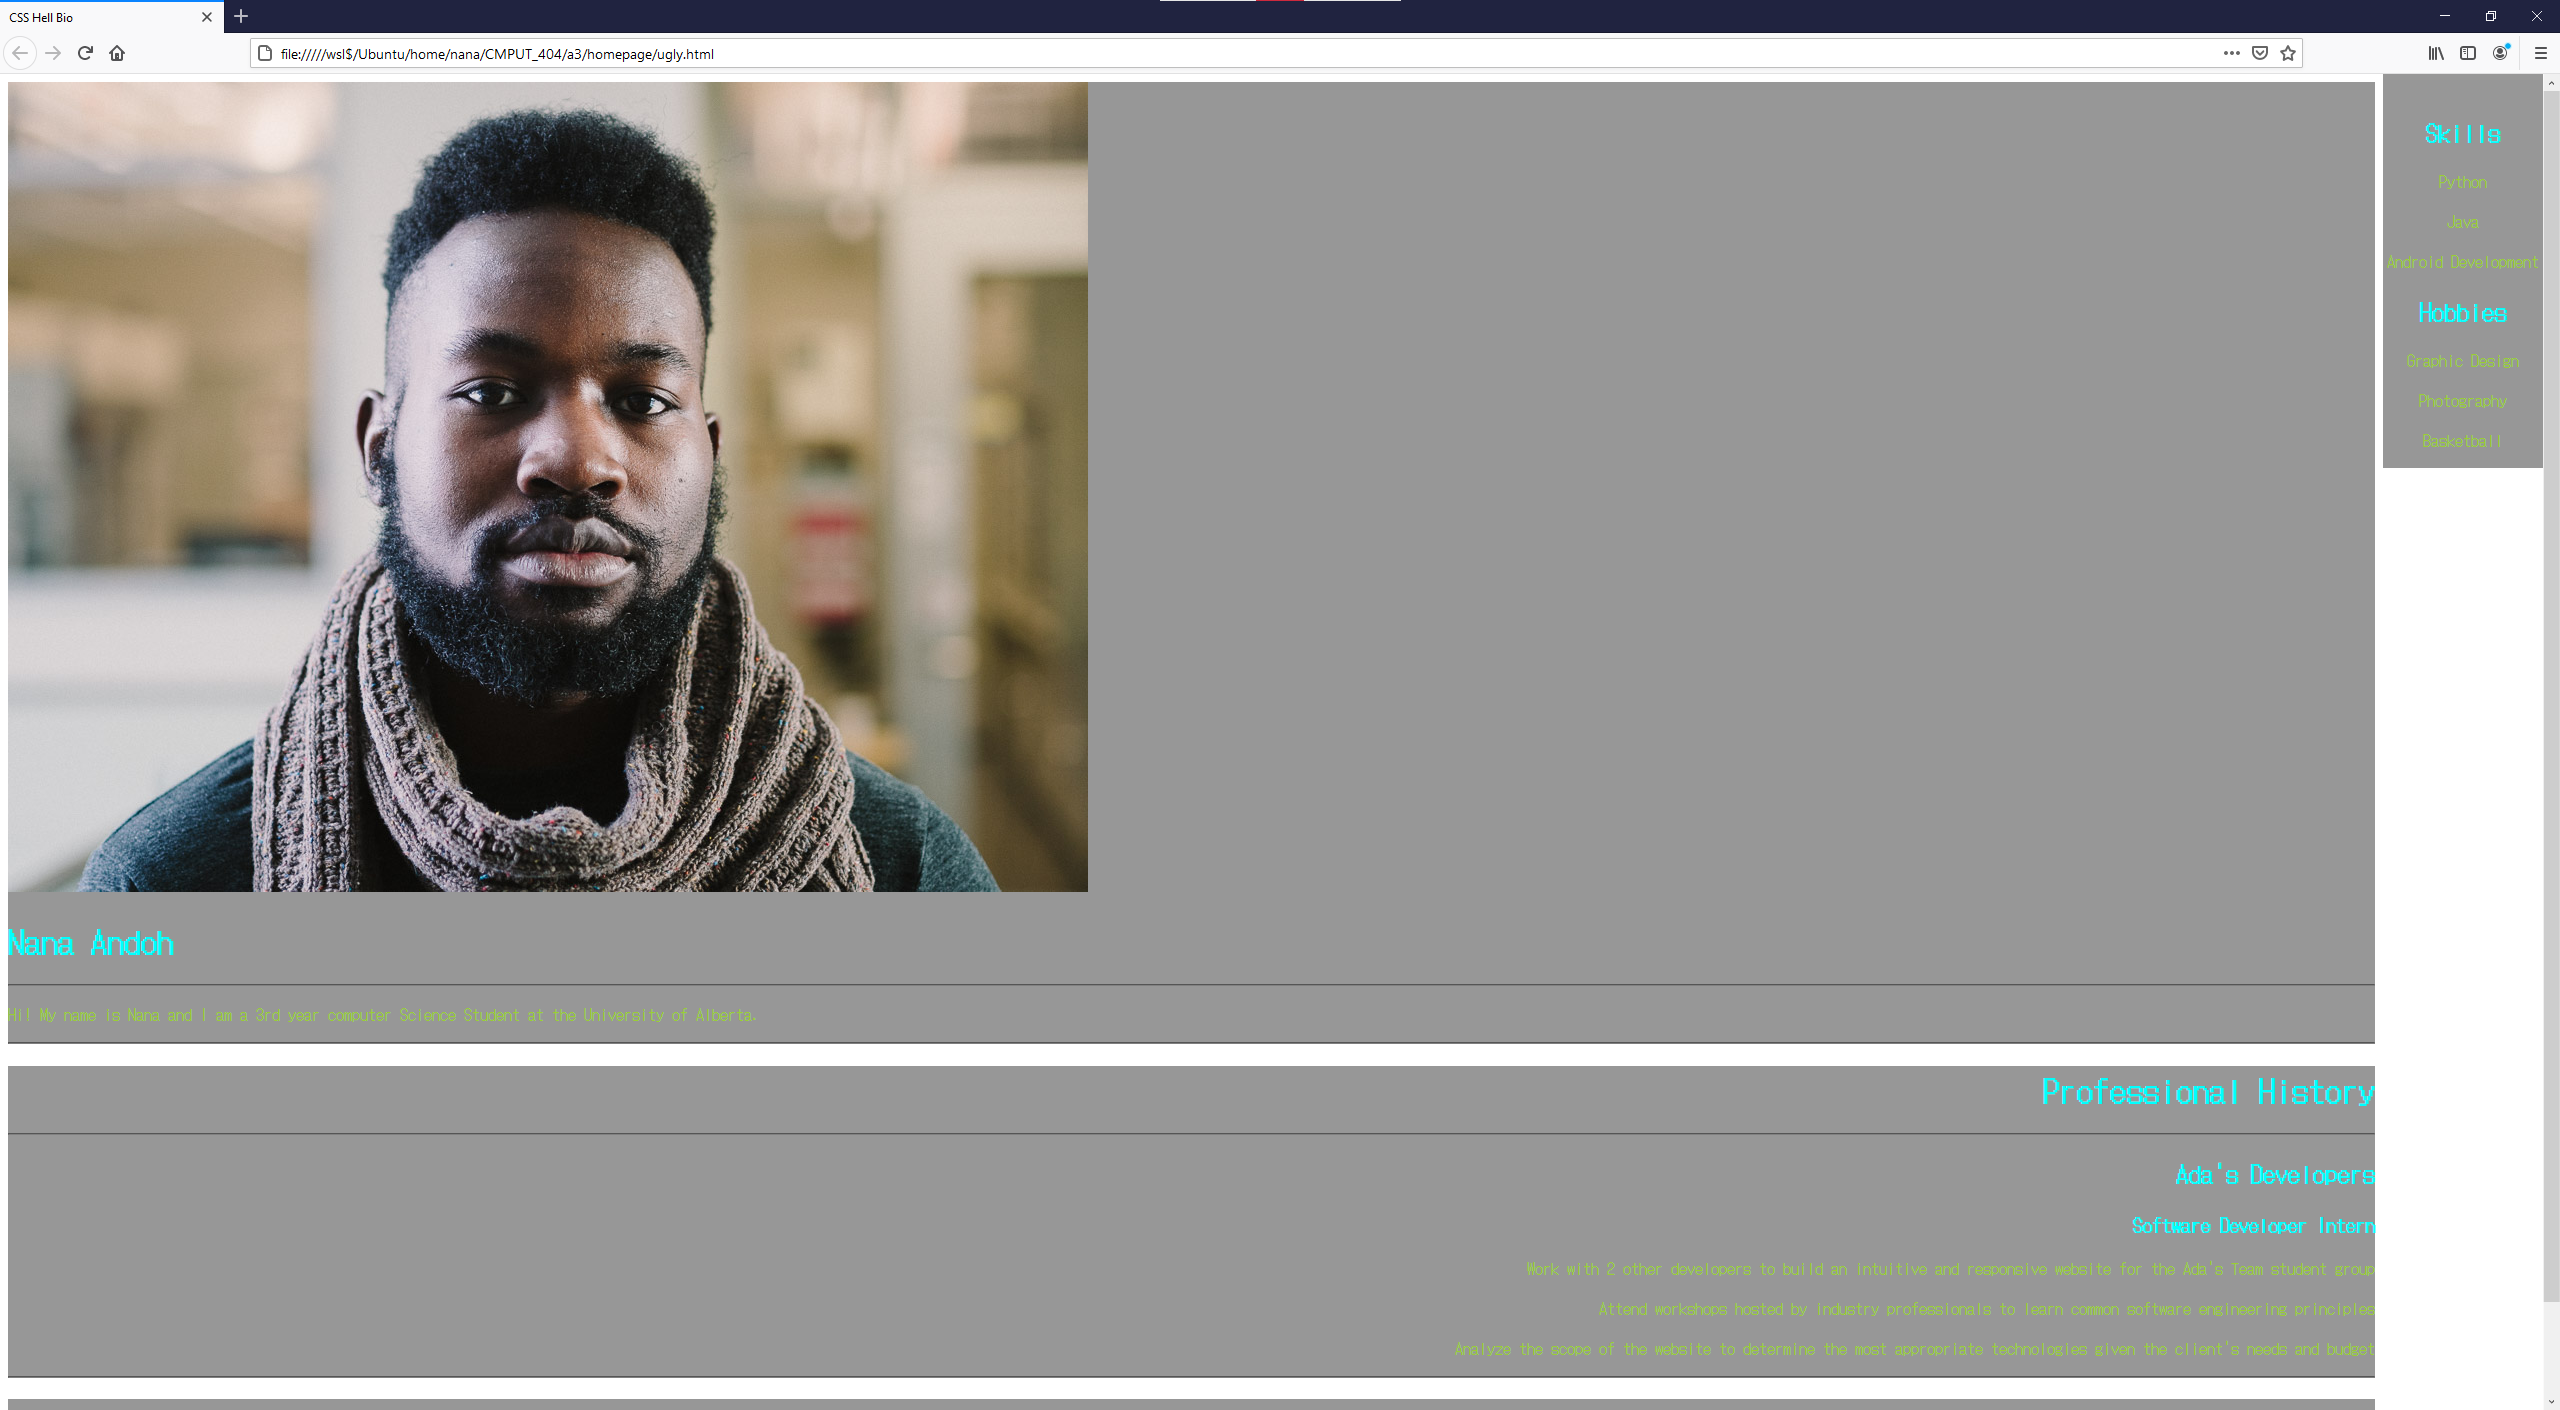 CSS Hell Bio
file://///wsl$/Ubuntu/home/nana/CMPUT_404/a3/homepage/ugly.html
Skills
Python
Java
Android Development
Hobbies
Graphic Design
Photography
Basketball
Nana Andoh
Hi! My name is Nana and I am a 3rd year computer Science Student at the University of Alberta.
Professional History
Ada's Developers
Software Developer Intern
Work with 2 other developers to build an intuitive and responsive website for the Ada's Team student group
Attend workshops hosted by industry professionals to learn common software engineering principles
Analyze the scope of the website to determine the most appropriate technologies given the client's needs and budget